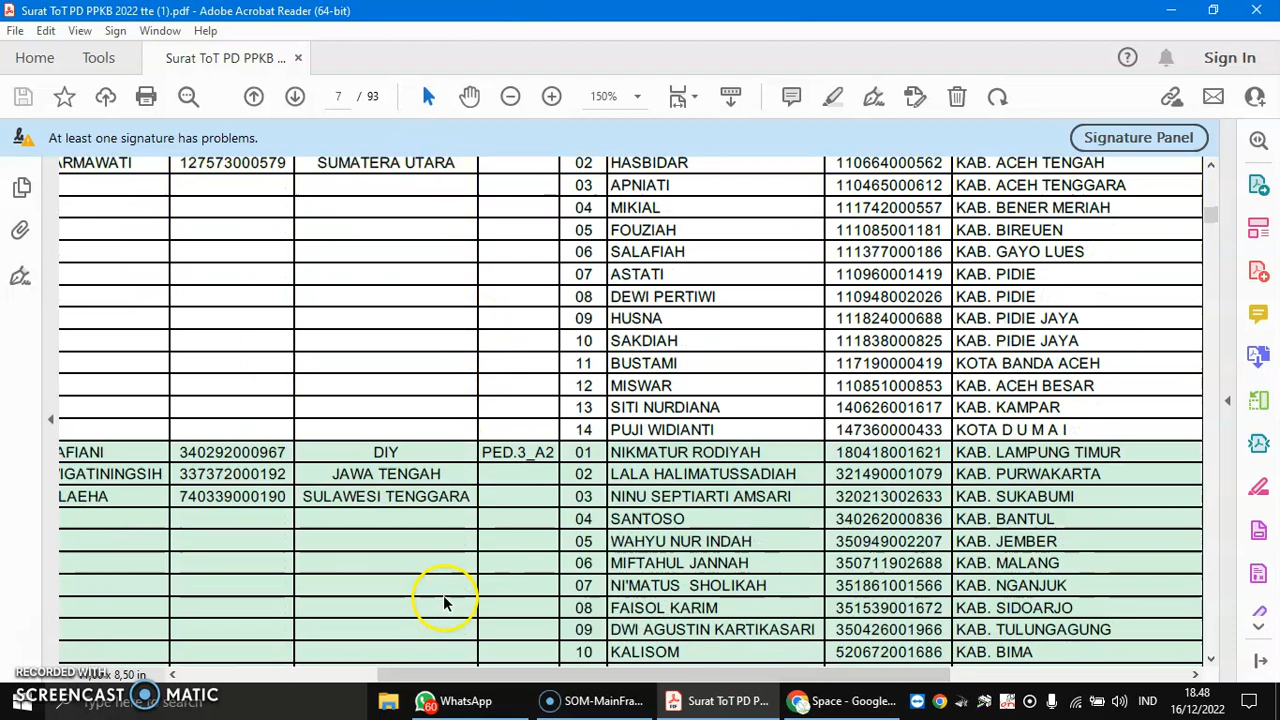 Surat ToT PD PPKB 2022 tte (1).pdf - Adobe Acrobat Reader (64-bit)
File Edit View Sign Window Help
Home Tools Surat ToT PD PPKB ... × Sign In
7 / 93 150%
At least one signature has problems. Signature Panel
ARMAWATI 127573000579 SUMATERA UTARA 02 HASBIDAR 110664000562 KAB. ACEH TENGAH
03 APNIATI 110465000612 KAB. ACEH TENGGARA
04 MIKIAL 111742000557 KAB. BENER MERIAH
05 FOUZIAH 111085001181 KAB. BIREUEN
06 SALAFIAH 111377000186 KAB. GAYO LUES
07 ASTATI 110960001419 KAB. PIDIE
08 DEWI PERTIWI 110948002026 KAB. PIDIE
09 HUSNA 111824000688 KAB. PIDIE JAYA
10 SAKDIAH 111838000825 KAB. PIDIE JAYA
11 BUSTAMI 117190000419 KOTA BANDA ACEH
12 MISWAR 110851000853 KAB. ACEH BESAR
13 SITI NURDIANA 140626001617 KAB. KAMPAR
14 PUJI WIDIANTI 147360000433 KOTA D U M A I
AFIANI 340292000967 DIY PED.3_A2 01 NIKMATUR RODIYAH 180418001621 KAB. LAMPUNG TIMUR
VIGATININGSIH 337372000192 JAWA TENGAH 02 LALA HALIMATUSSADIAH 321490001079 KAB. PURWAKARTA
LAEHA 740339000190 SULAWESI TENGGARA 03 NINU SEPTIARTI AMSARI 320213002633 KAB. SUKABUMI
04 SANTOSO 340262000836 KAB. BANTUL
05 WAHYU NUR INDAH 350949002207 KAB. JEMBER
06 MIFTAHUL JANNAH 350711902688 KAB. MALANG
07 NI'MATUS SHOLIKAH 351861001566 KAB. NGANJUK
08 FAISOL KARIM 351539001672 KAB. SIDOARJO
09 DWI AGUSTIN KARTIKASARI 350426001966 KAB. TULUNGAGUNG
10 KALISOM 520672001686 KAB. BIMA
8,50 in
RECORDED WITH
SCREENCAST MATIC
60 WhatsApp SOM-MainFra... Surat ToT PD P... Space - Google... IND 18.48
16/12/2022